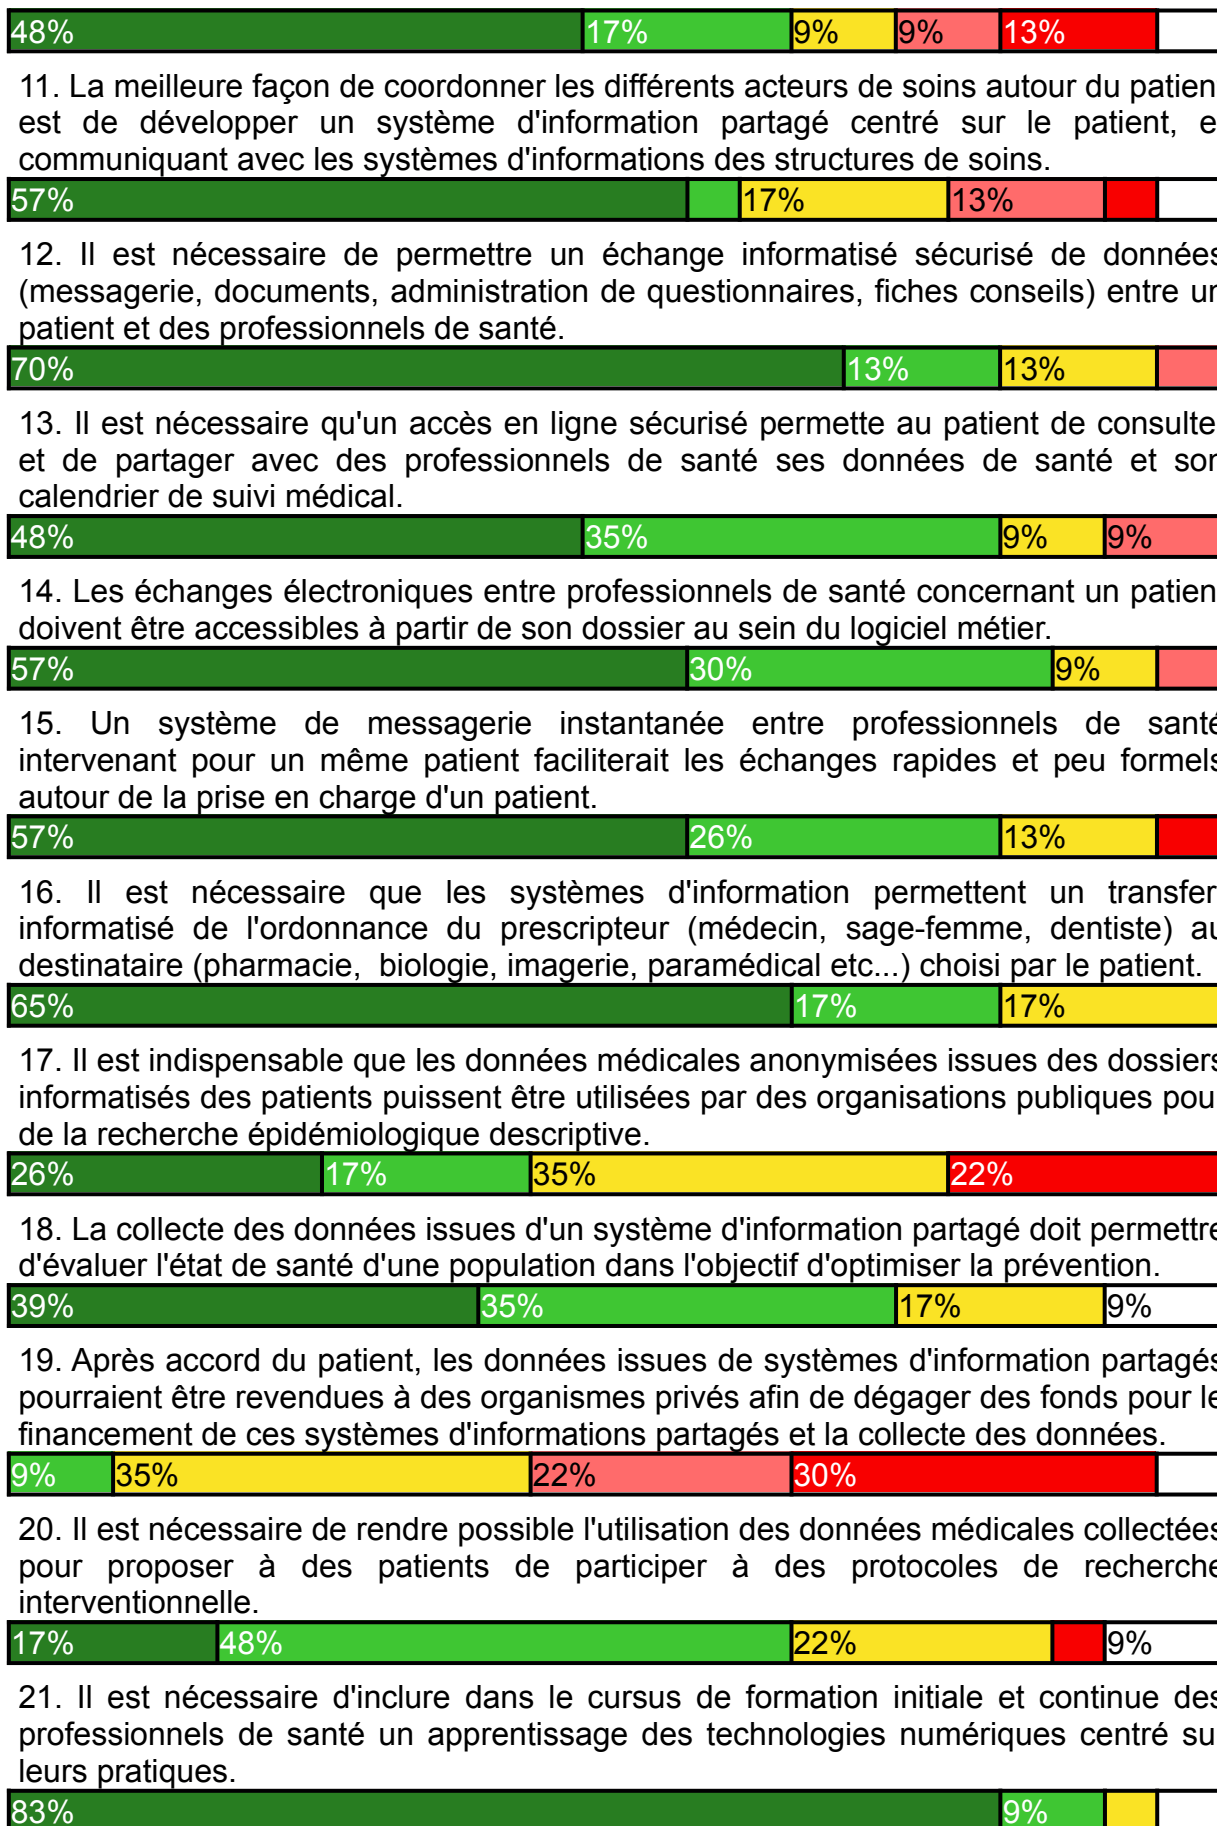 48% 17% 9% 9% 13%
11. La meilleure façon de coordonner les différents acteurs de soins autour du patien
est de développer un système d'information partagé centré sur le patient, e
communiquant avec les systèmes d'informations des structures de soins.
57% 17% 13%
12. Il est nécessaire de permettre un échange informatisé sécurisé de données
(messagerie, documents, administration de questionnaires, fiches conseils) entre un
patient et des professionnels de santé.
70% 13% 13%
13. Il est nécessaire qu'un accès en ligne sécurisé permette au patient de consulte
et de partager avec des professionnels de santé ses données de santé et son
calendrier de suivi médical.
48% 35% 9% 9%
14. Les échanges électroniques entre professionnels de santé concernant un patien
doivent être accessibles à partir de son dossier au sein du logiciel métier.
57% 30% 9%
15. Un système de messagerie instantanée entre professionnels de santé
intervenant pour un même patient faciliterait les échanges rapides et peu formels
autour de la prise en charge d'un patient.
57% 26% 13%
16. Il est nécessaire que les systèmes d'information permettent un transfer
informatisé de l'ordonnance du prescripteur (médecin, sage-femme, dentiste) au
destinataire (pharmacie, biologie, imagerie, paramédical etc...) choisi par le patient.
65% 17% 17%
17. Il est indispensable que les données médicales anonymisées issues des dossiers
informatisés des patients puissent être utilisées par des organisations publiques pou
de la recherche épidémiologique descriptive.
26% 17% 35% 22%
18. La collecte des données issues d'un système d'information partagé doit permettre
d'évaluer l'état de santé d'une population dans l'objectif d'optimiser la prévention.
39% 35% 17% 9%
19. Après accord du patient, les données issues de systèmes d'information partagés
pourraient être revendues à des organismes privés afin de dégager des fonds pour le
financement de ces systèmes d'informations partagés et la collecte des données.
9% 35% 22% 30%
20. Il est nécessaire de rendre possible l'utilisation des données médicales collectées
pour proposer à des patients de participer à des protocoles de recherche
interventionnelle.
17% 48% 22% 9%
21. Il est nécessaire d'inclure dans le cursus de formation initiale et continue des
professionnels de santé un apprentissage des technologies numériques centré su
leurs pratiques.
83% 9%